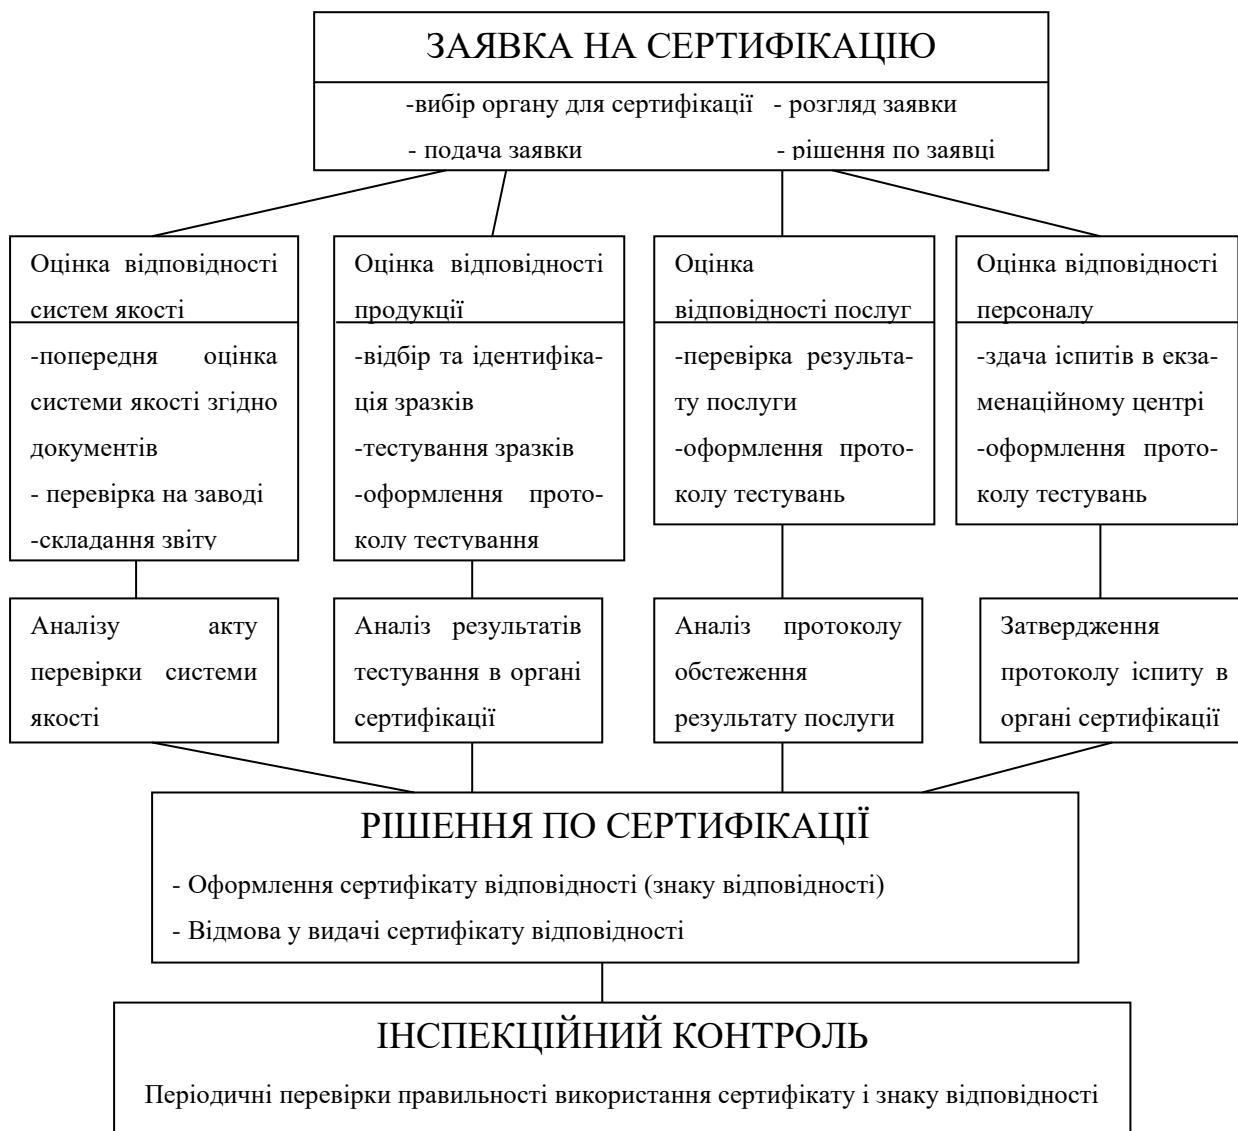 ЗАЯВКА НА СЕРТИФІКАЦІЮ
-вибір органу для сертифікації - розгляд заявки
- подача заявки - рішення по заявці
Оцінка відповідності
систем якості
-попередня оцінка
системи якості згідно
документів
- перевірка на заводі
-складання звіту
Оцінка відповідності
продукції
-відбір та ідентифіка-
ція зразків
-тестування зразків
-оформлення прото-
колу тестування
Оцінка
відповідності послуг
-перевірка результа-
ту послуги
-оформлення прото-
колу тестувань
Оцінка відповідності
персоналу
-здача іспитів в екза-
менаційному центрі
-оформлення прото-
колу тестувань
Аналізу акту
перевірки системи
якості
Аналіз результатів
тестування в органі
сертифікації
Аналіз протоколу
обстеження
результату послуги
Затвердження
протоколу іспиту в
органі сертифікації
РІШЕННЯ ПО СЕРТИФІКАЦІЇ
- Оформлення сертифікату відповідності (знаку відповідності)
- Відмова у видачі сертифікату відповідності
ІНСПЕКЦІЙНИЙ КОНТРОЛЬ
Періодичні перевірки правильності використання сертифікату і знаку відповідності